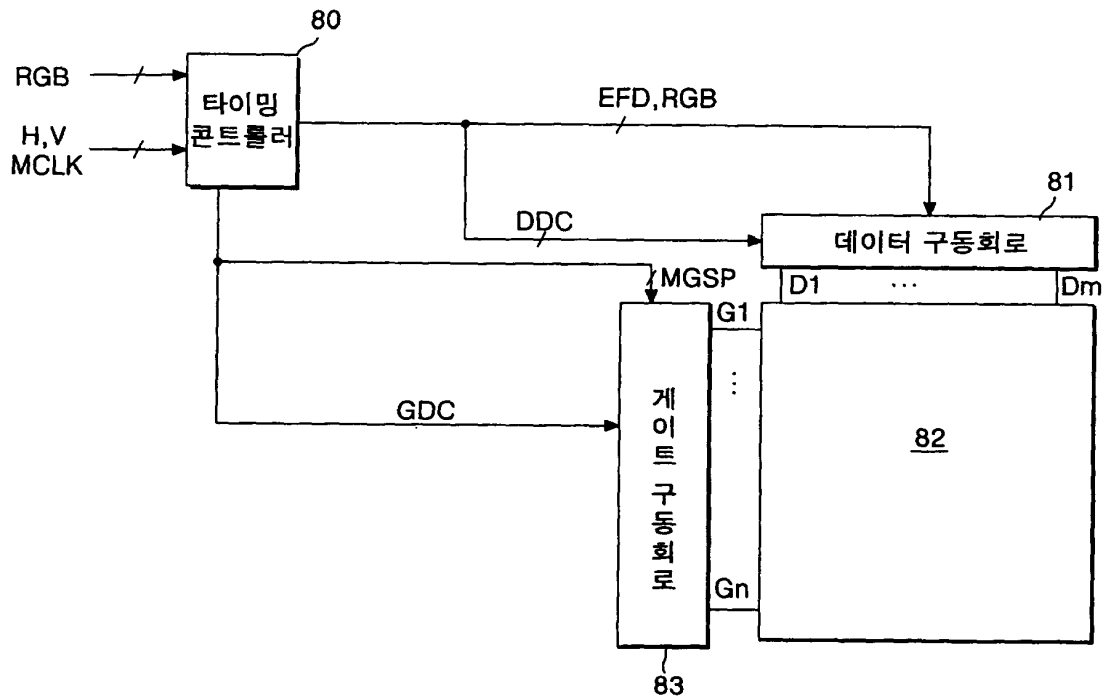 80
RGB
타이밍
콘트롤러
EFD,RGB
H,V
MCLK
81
DDC
데이터 구동회로
MGSP
D1
...
Dm
G1
...
게이트 구동회로
GDC
82
Gn
83